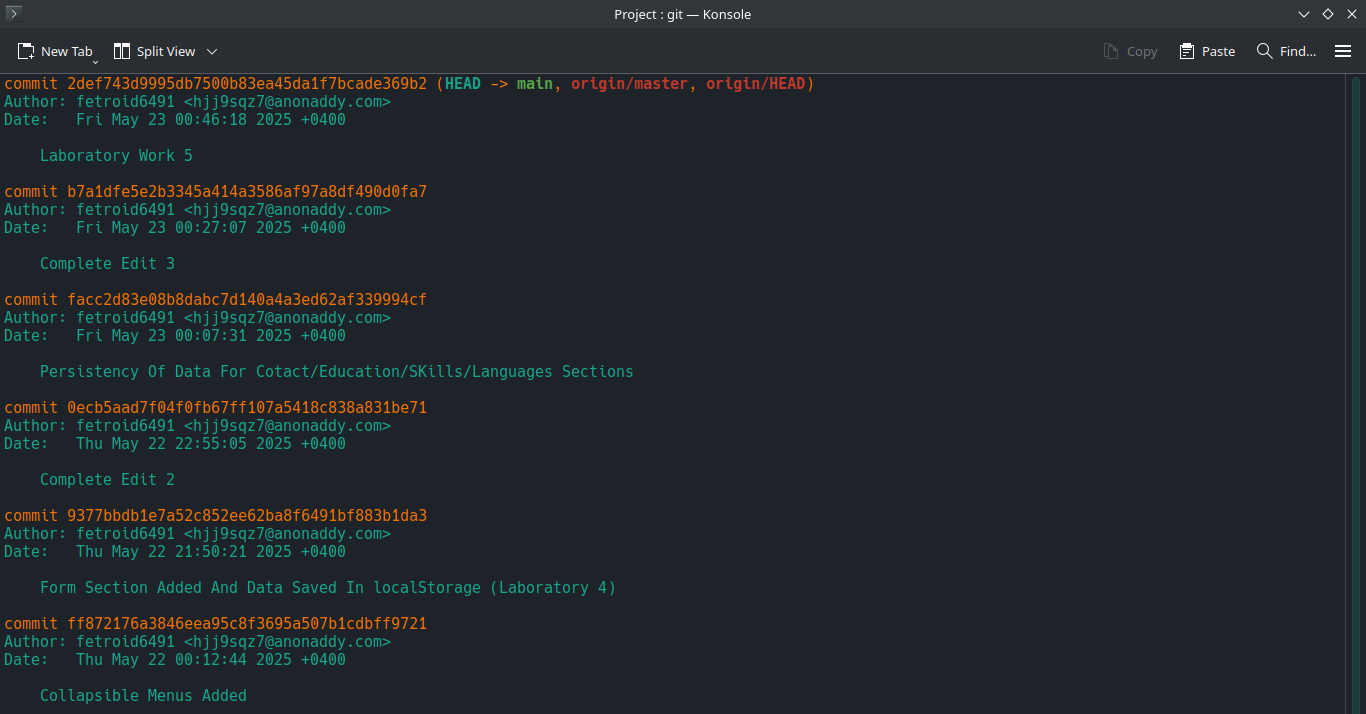 Project : git — Konsole
New Tab Split View Copy Paste Find...
commit 2def743d9995db7500b83ea45da1f7bcade369b2 (HEAD -> main, origin/master, origin/HEAD)
Author: fetroid6491 <hjj9sqz7@anonaddy.com>
Date:   Fri May 23 00:46:18 2025 +0400
    Laboratory Work 5
commit b7a1dfe5e2b3345a414a3586af97a8df490d0fa7
Author: fetroid6491 <hjj9sqz7@anonaddy.com>
Date:   Fri May 23 00:27:07 2025 +0400
    Complete Edit 3
commit facc2d83e08b8dabc7d140a4a3ed62af339994cf
Author: fetroid6491 <hjj9sqz7@anonaddy.com>
Date:   Fri May 23 00:07:31 2025 +0400
    Persistency Of Data For Cotact/Education/SKills/Languages Sections
commit 0ecb5aad7f04f0fb67ff107a5418c838a831be71
Author: fetroid6491 <hjj9sqz7@anonaddy.com>
Date:   Thu May 22 22:55:05 2025 +0400
    Complete Edit 2
commit 9377bbdb1e7a52c852ee62ba8f6491bf883b1da3
Author: fetroid6491 <hjj9sqz7@anonaddy.com>
Date:   Thu May 22 21:50:21 2025 +0400
    Form Section Added And Data Saved In localStorage (Laboratory 4)
commit ff872176a3846eea95c8f3695a507b1cdbff9721
Author: fetroid6491 <hjj9sqz7@anonaddy.com>
Date:   Thu May 22 00:12:44 2025 +0400
    Collapsible Menus Added